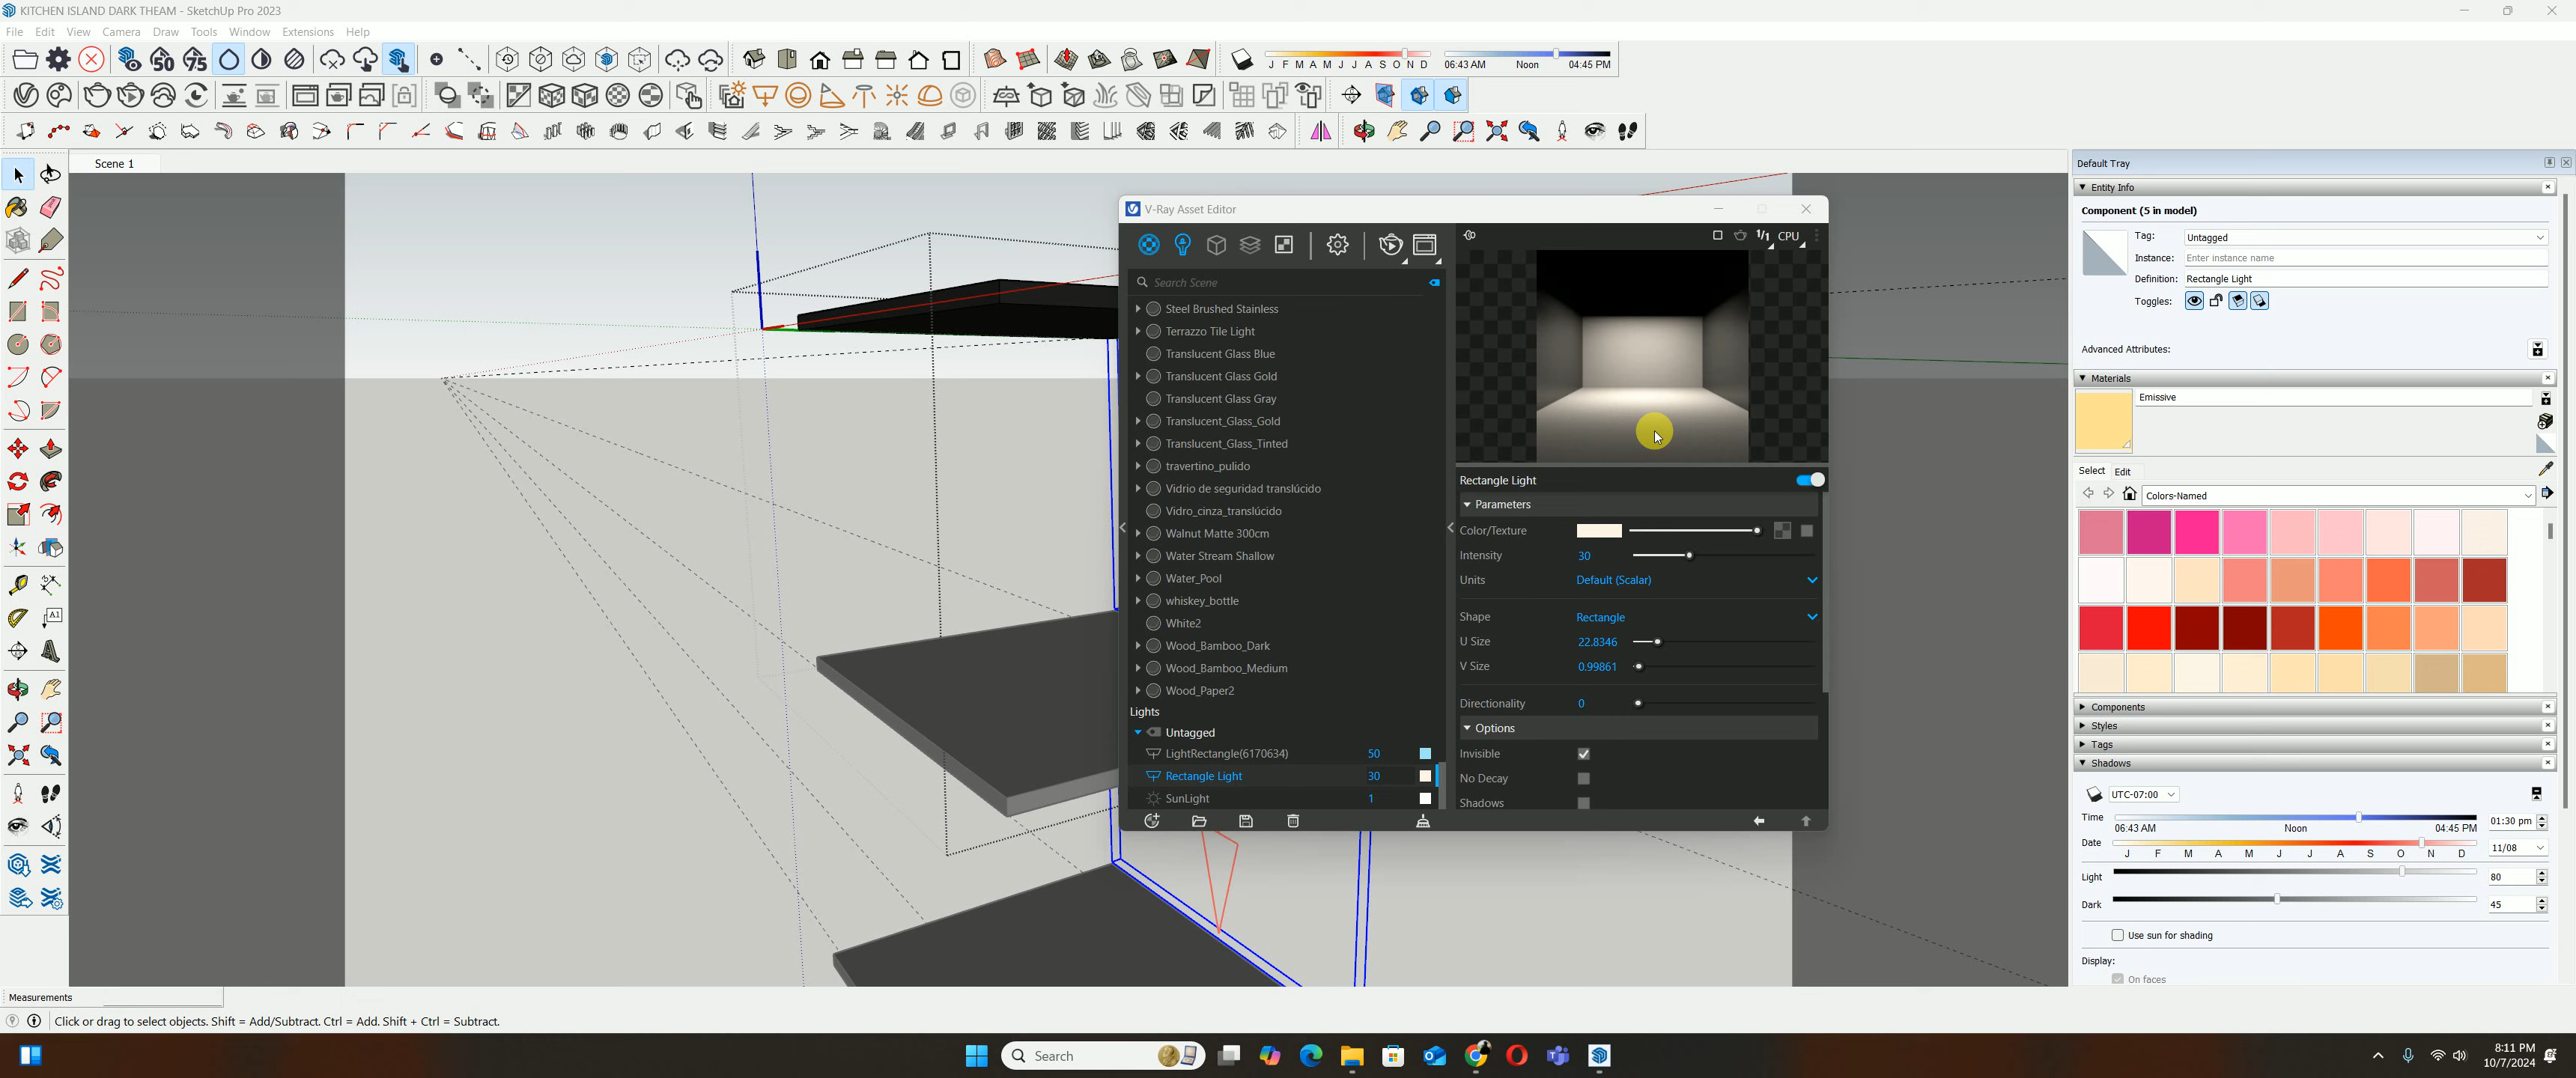 KITCHEN ISLAND DARK THEAM - SketchUp Pro 2023
File Edit View Camera Draw Tools Window Extensions Help
50 75
J F M A M J J A S O N D
06:43 AM Noon 04:45 PM
Scene 1
V-Ray Asset Editor
1/1 CPU
Search Scene
Steel Brushed Stainless
Terrazzo Tile Light
Translucent Glass Blue
Translucent Glass Gold
Translucent Glass Gray
Translucent_Glass_Gold
Translucent_Glass_Tinted
travertino_pulido
Vidrio de seguridad translúcido
Vidro_cinza_translúcido
Walnut Matte 300cm
Water Stream Shallow
Water_Pool
whiskey_bottle
White2
Wood_Bamboo_Dark
Wood_Bamboo_Medium
Wood_Paper2
Lights
Untagged
LightRectangle(6170634) 50
Rectangle Light 30
SunLight 1
Rectangle Light
Parameters
Color/Texture
Intensity 30
Units Default (Scalar)
Shape Rectangle
U Size 22.8346
V Size 0.99861
Directionality 0
Options
Invisible
No Decay
Shadows
Default Tray
Entity Info
Component (5 in model)
Tag: Untagged
Instance: Enter instance name
Definition: Rectangle Light
Toggles:
Advanced Attributes:
Materials
Emissive
Select Edit
Colors-Named
Components
Styles
Tags
Shadows
UTC-07:00
Time 06:43 AM Noon 04:45 PM 01:30 pm
Date J F M A M J J A S O N D 11/08
Light 80
Dark 45
Use sun for shading
Display:
On faces
Measurements
Click or drag to select objects. Shift = Add/Subtract. Ctrl = Add. Shift + Ctrl = Subtract.
Search
8:11 PM
10/7/2024